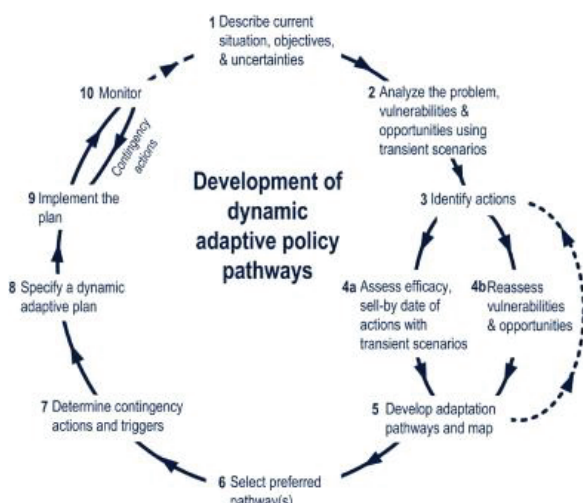 1 Describe current
situation, objectives,
& uncertainties
2 Analyze the problem,
vulnerabilities &
opportunities using
transient scenarios
3 Identify actions
4a Assess efficacy,
sell-by date of
actions with
transient scenarios
4b Reassess
vulnerabilities
& opportunities
5 Develop adaptation
pathways and map
6 Select preferred
pathway(s)
7 Determine contingency
actions and triggers
8 Specify a dynamic
adaptive plan
9 Implement the
plan
10 Monitor
Contingency
actions
Development of
dynamic
adaptive policy
pathways